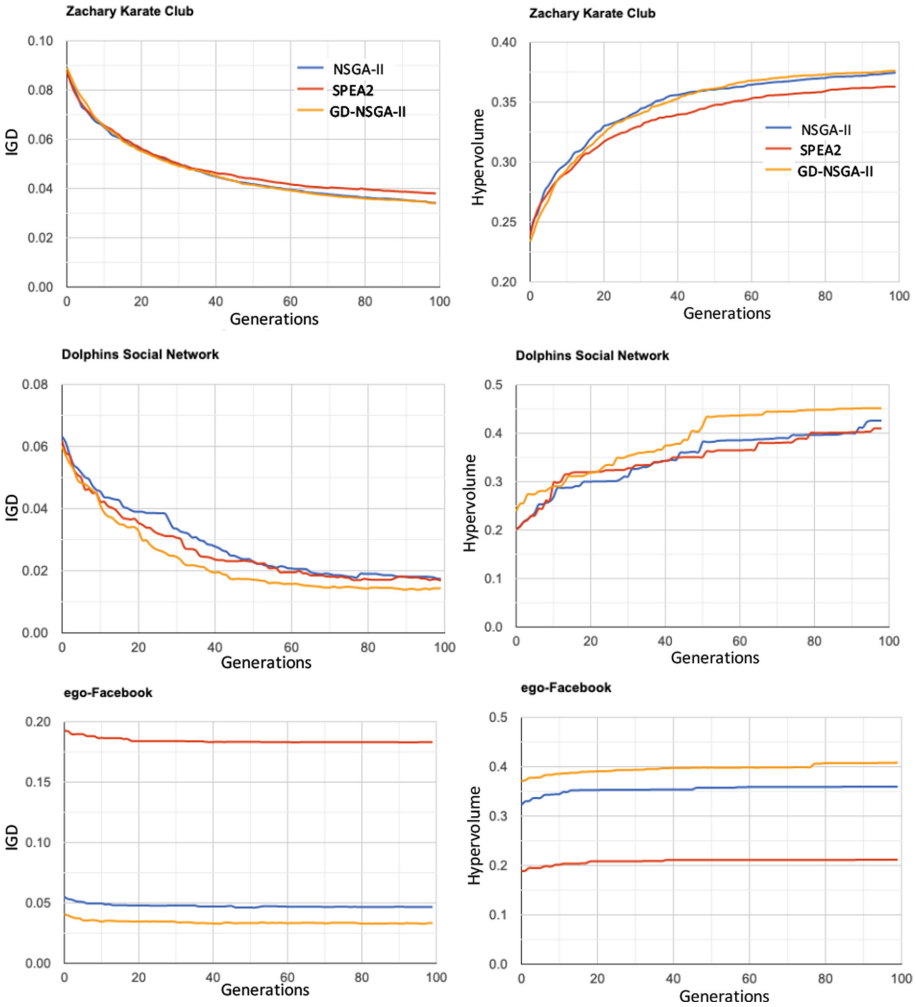 Zachary Karate Club
0.10
0.08
0.06
0.04
0.02
0.00
IGD
0 20 40 60 80 100
Generations
NSGA-II
SPEA2
GD-NSGA-II
Zachary Karate Club
0.40
0.35
0.30
0.25
0.20
Hypervolume
0 20 40 60 80 100
Generations
NSGA-II
SPEA2
GD-NSGA-II
Dolphins Social Network
0.08
0.06
0.04
0.02
0.00
IGD
0 20 40 60 80 100
Generations
Dolphins Social Network
0.5
0.4
0.3
0.2
0.1
0.0
Hypervolume
0 20 40 60 80 100
Generations
ego-Facebook
0.20
0.15
0.10
0.05
0.00
IGD
0 20 40 60 80 100
Generations
ego-Facebook
0.5
0.4
0.3
0.2
0.1
0.0
Hypervolume
0 20 40 60 80 100
Generations